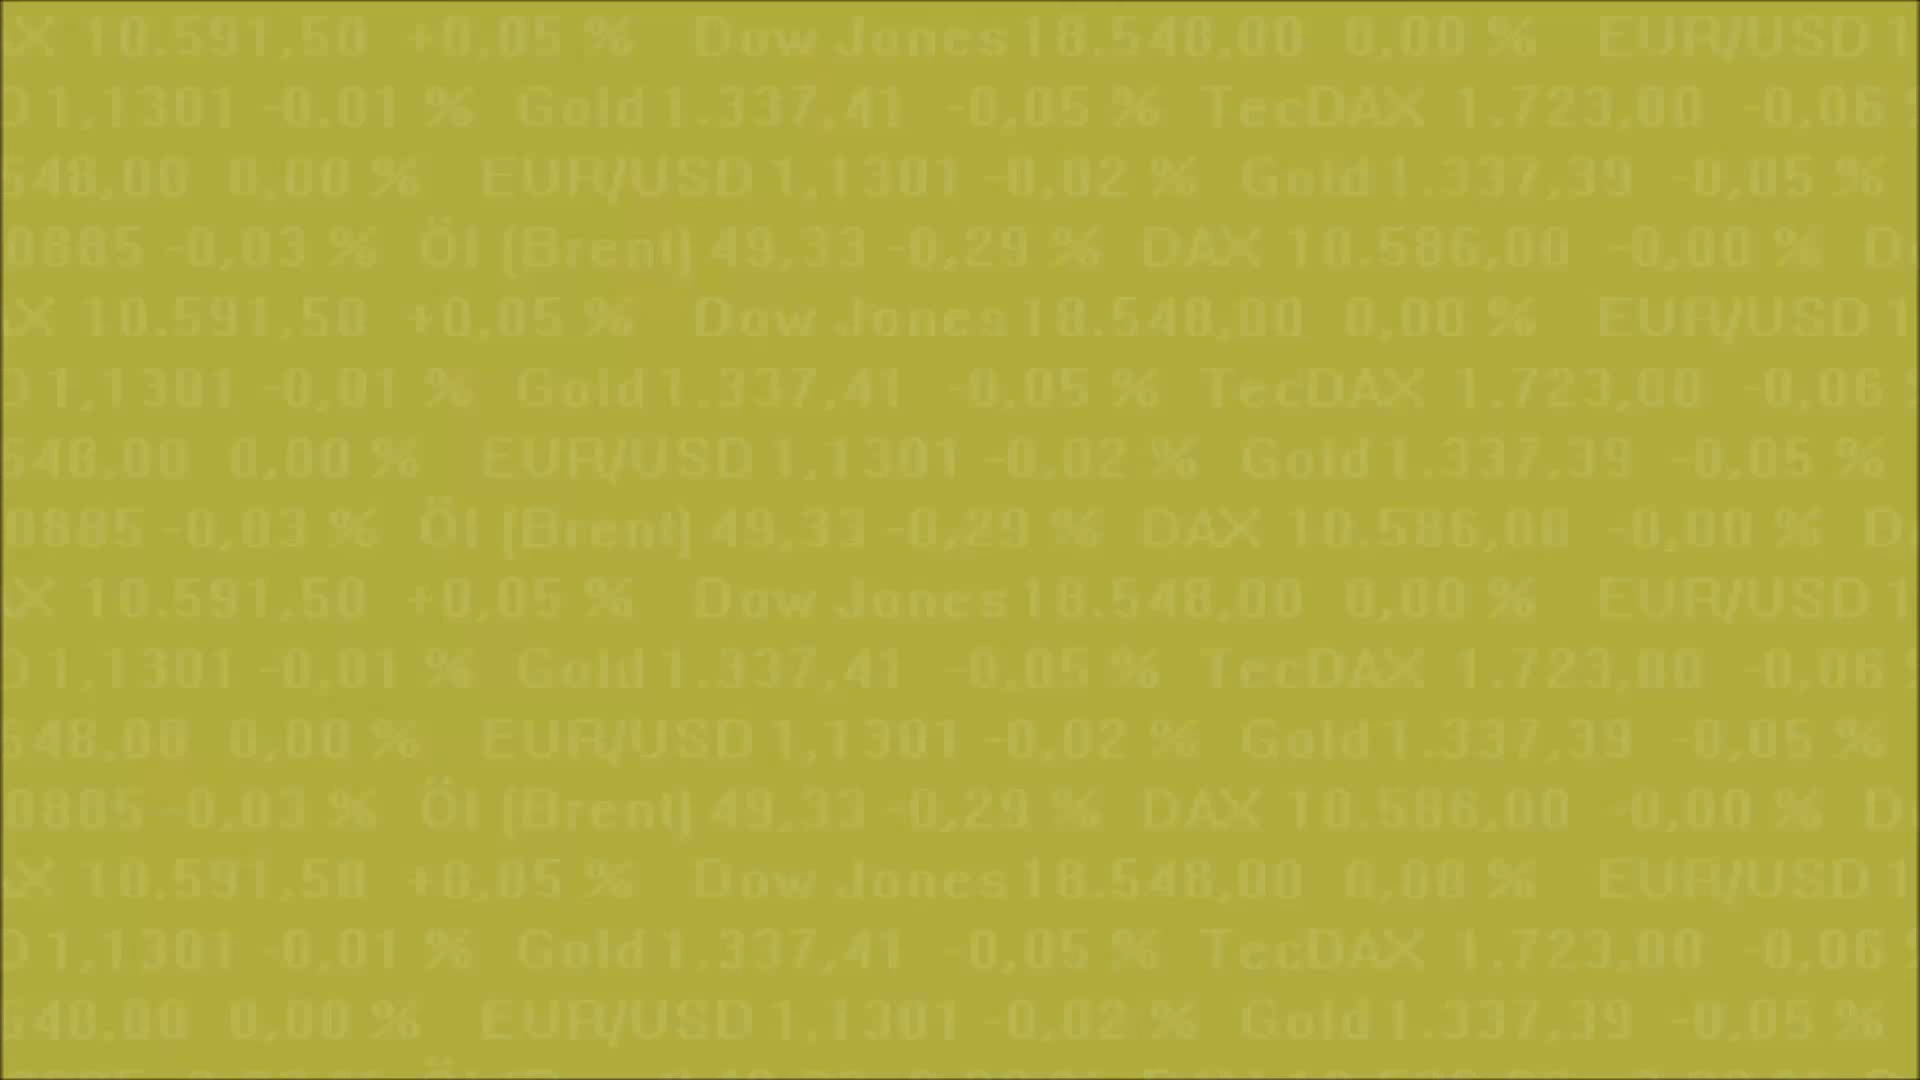 X 10.591,50 +0,05 % Dow Jones 18.548,00 0,00 % EUR/USD 1
D 1,1301 -0.01 % Gold 1.337,41 -0,05 % TecDAX 1.723,00 -0,06
548,00 0,00 % EUR/USD 1,1301 -0,02 % Gold 1.337,39 -0,05 %
0885 -0,03 % Öl (Brent) 49,33 -0,29 % DAX 10.586,00 -0,00 % D
X 10.591,50 +0,05 % Dow Jones 18.548,00 0,00 % EUR/USD 1
D 1,1301 -0,01 % Gold 1.337,41 -0,05 % TecDAX 1.723,00 -0,06
548,00 0,00 % EUR/USD 1,1301 -0,02 % Gold 1.337,39 -0,05 %
0885 -0,03 % Öl (Brent) 49,33 -0,29 % DAX 10.586,00 -0,00 % D
X 10.591,50 +0,05 % Dow Jones 18.548,00 0,00 % EUR/USD 1
D 1,1301 -0,01 % Gold 1.337,41 -0,05 % TecDAX 1.723,00 -0,06
548,00 0,00 % EUR/USD 1,1301 -0,02 % Gold 1.337,39 -0,05 %
0885 -0,03 % Öl (Brent) 49,33 -0,29 % DAX 10.586,00 -0,00 % D
X 10.591,50 +0,05 % Dow Jones 18.548,00 0,00 % EUR/USD 1
D 1,1301 -0,01 % Gold 1.337,41 -0,05 % TecDAX 1.723,00 -0,06
548,00 0,00 % EUR/USD 1,1301 -0,02 % Gold 1.337,39 -0,05 %